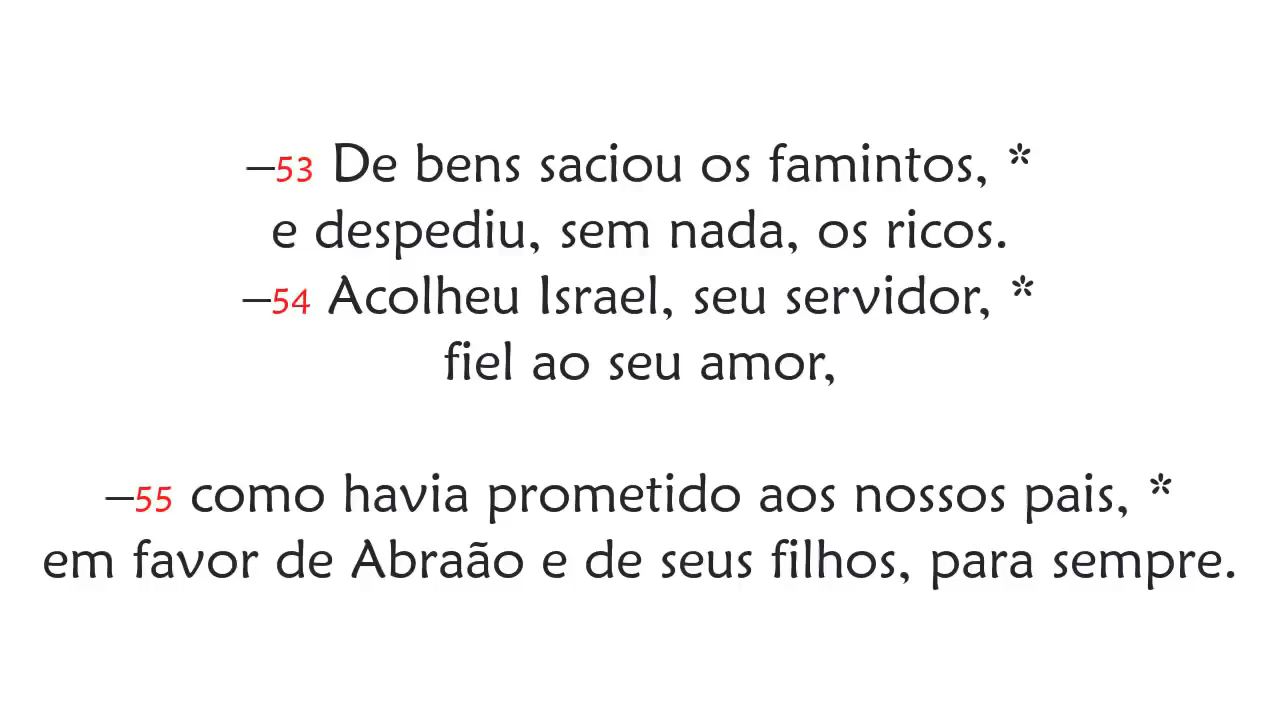 –53 De bens saciou os famintos, *
e despediu, sem nada, os ricos.
–54 Acolheu Israel, seu servidor, *
fiel ao seu amor,
–55 como havia prometido aos nossos pais, *
em favor de Abraão e de seus filhos, para sempre.